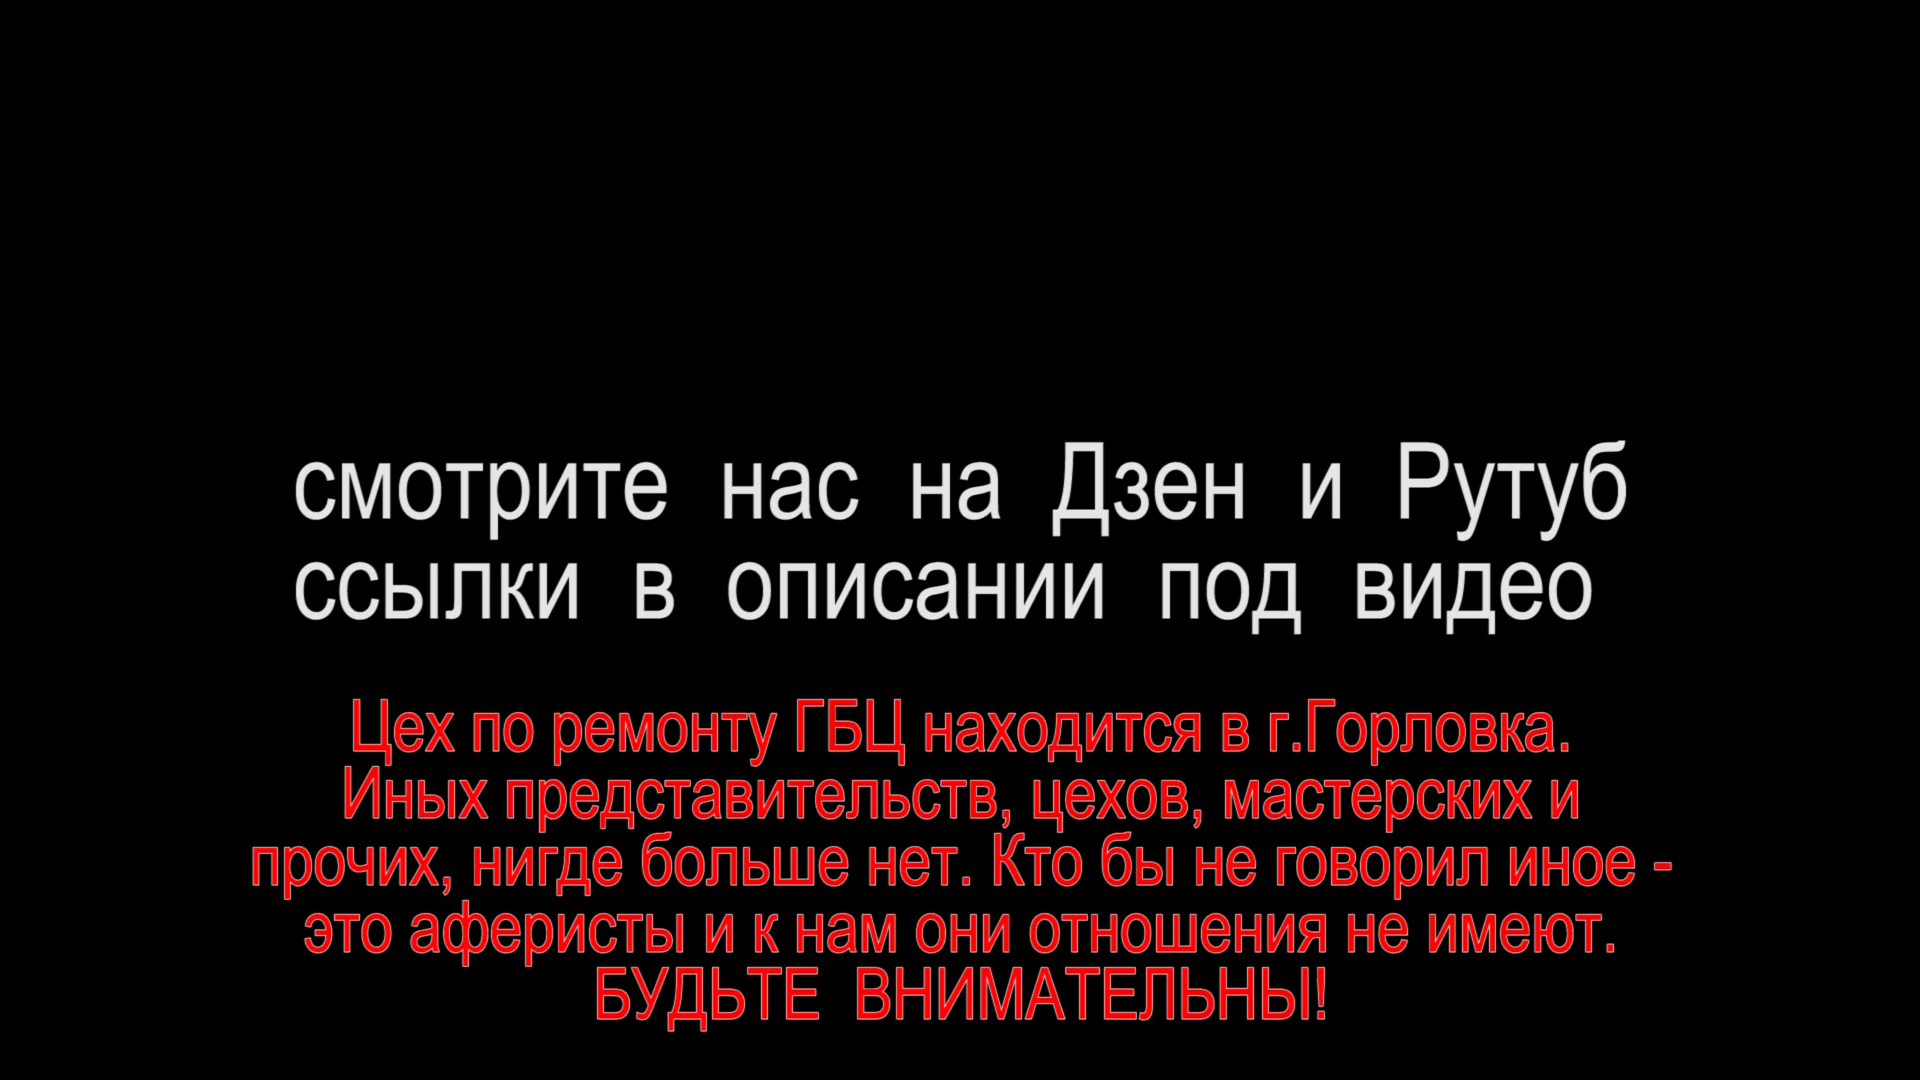 смотрите нас на Дзен и Рутуб
ссылки в описании под видео
Цех по ремонту ГБЦ находится в г.Горловка.
Иных представительств, цехов, мастерских и
прочих, нигде больше нет. Кто бы не говорил иное -
это аферисты и к нам они отношения не имеют.
БУДЬТЕ ВНИМАТЕЛЬНЫ!